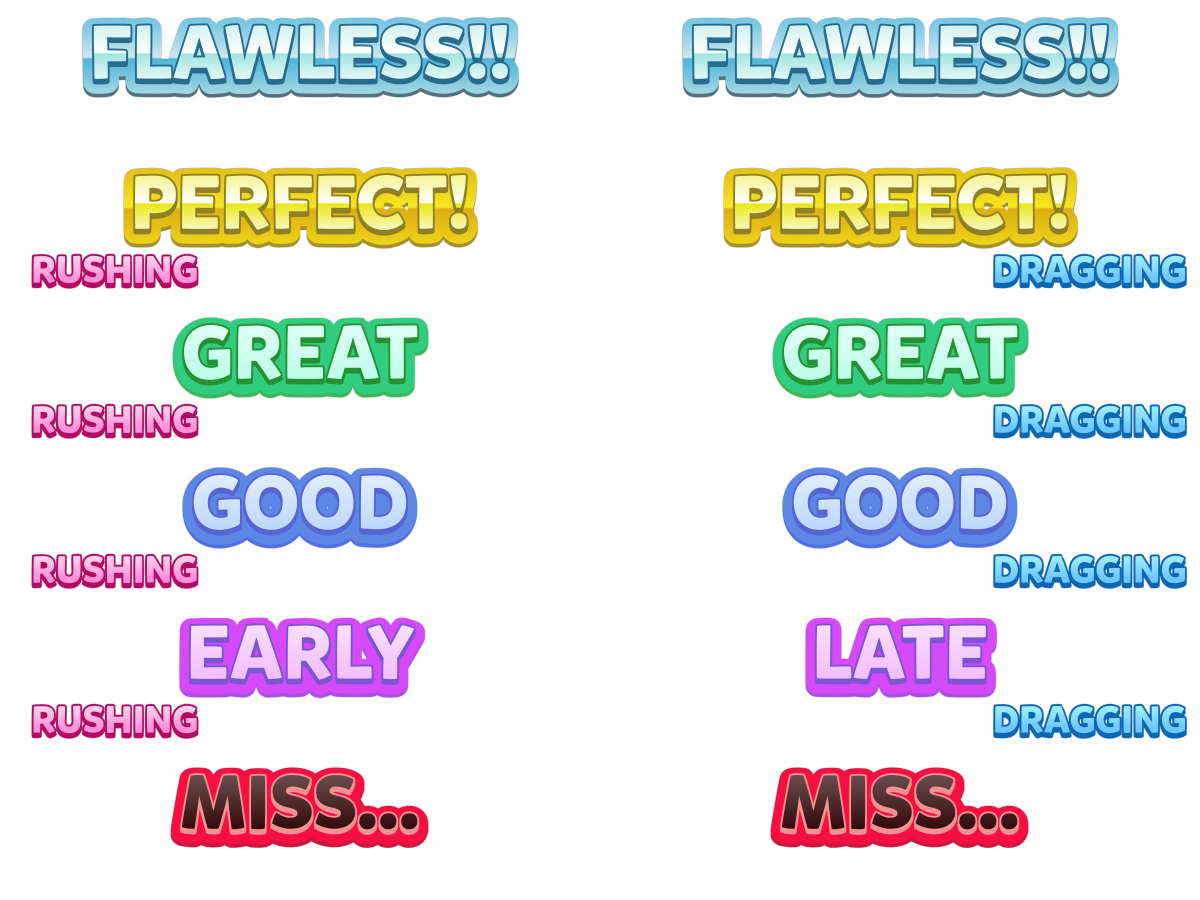 FLAWLESS!! FLAWLESS!!
PERFECT! PERFECT!
RUSHING DRAGGING
GREAT GREAT
RUSHING DRAGGING
GOOD GOOD
RUSHING DRAGGING
EARLY LATE
RUSHING DRAGGING
MISS... MISS...